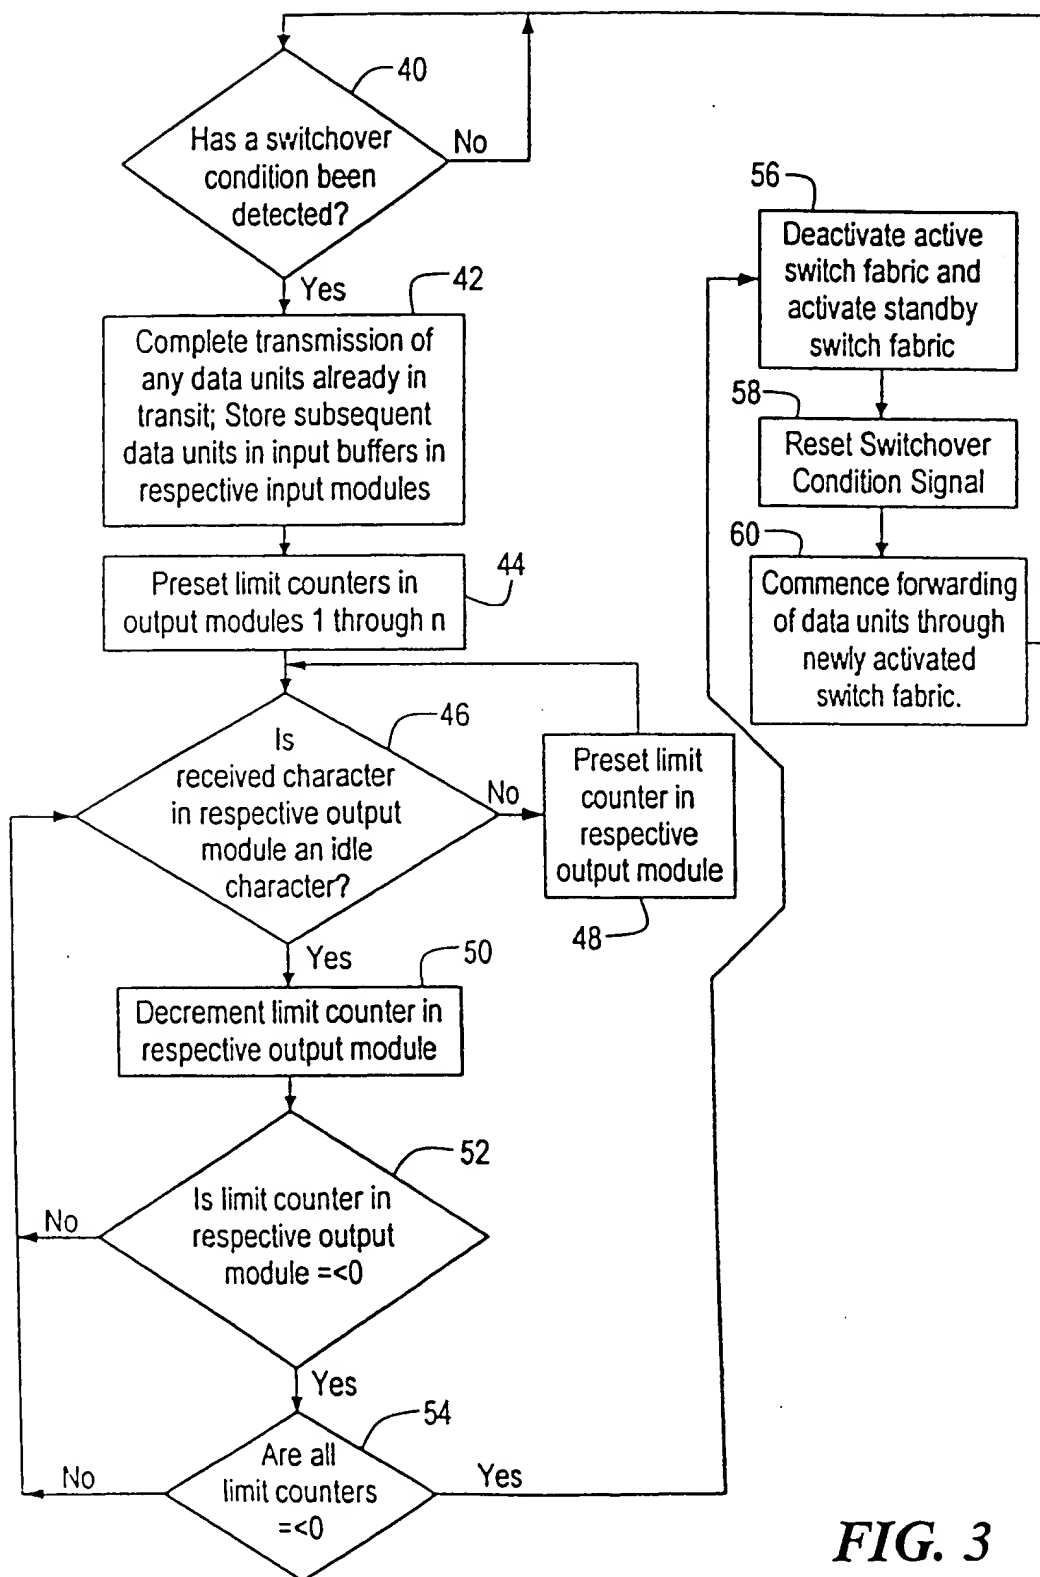 40
Has a switchover
condition been
detected?
No
Yes
42
Complete transmission of
any data units already in
transit; Store subsequent
data units in input buffers in
respective input modules
44
Preset limit counters in
output modules 1 through n
46
Is
received character
in respective output
module an idle
character?
No
Preset limit
counter in
respective
output module
48
Yes
50
Decrement limit counter in
respective output module
52
Is limit counter in
respective output
module =<0
No
Yes
54
Are all
limit counters
=<0
No
Yes
56
Deactivate active
switch fabric and
activate standby
switch fabric
58
Reset Switchover
Condition Signal
60
Commence forwarding
of data units through
newly activated
switch fabric.
FIG. 3